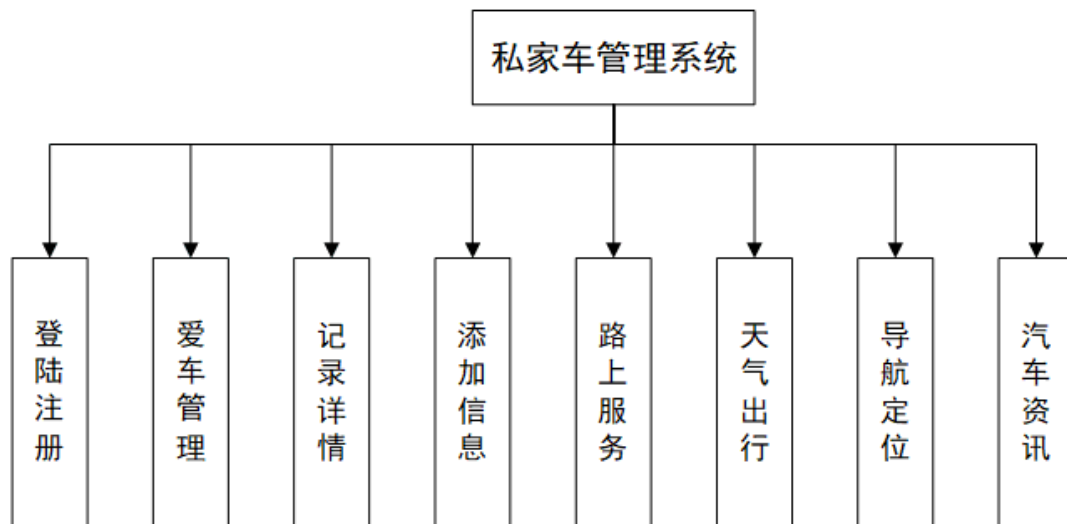 私家车管理系统
登陆注册
爱车管理
记录详情
添加信息
路上服务
天气出行
导航定位
汽车资讯